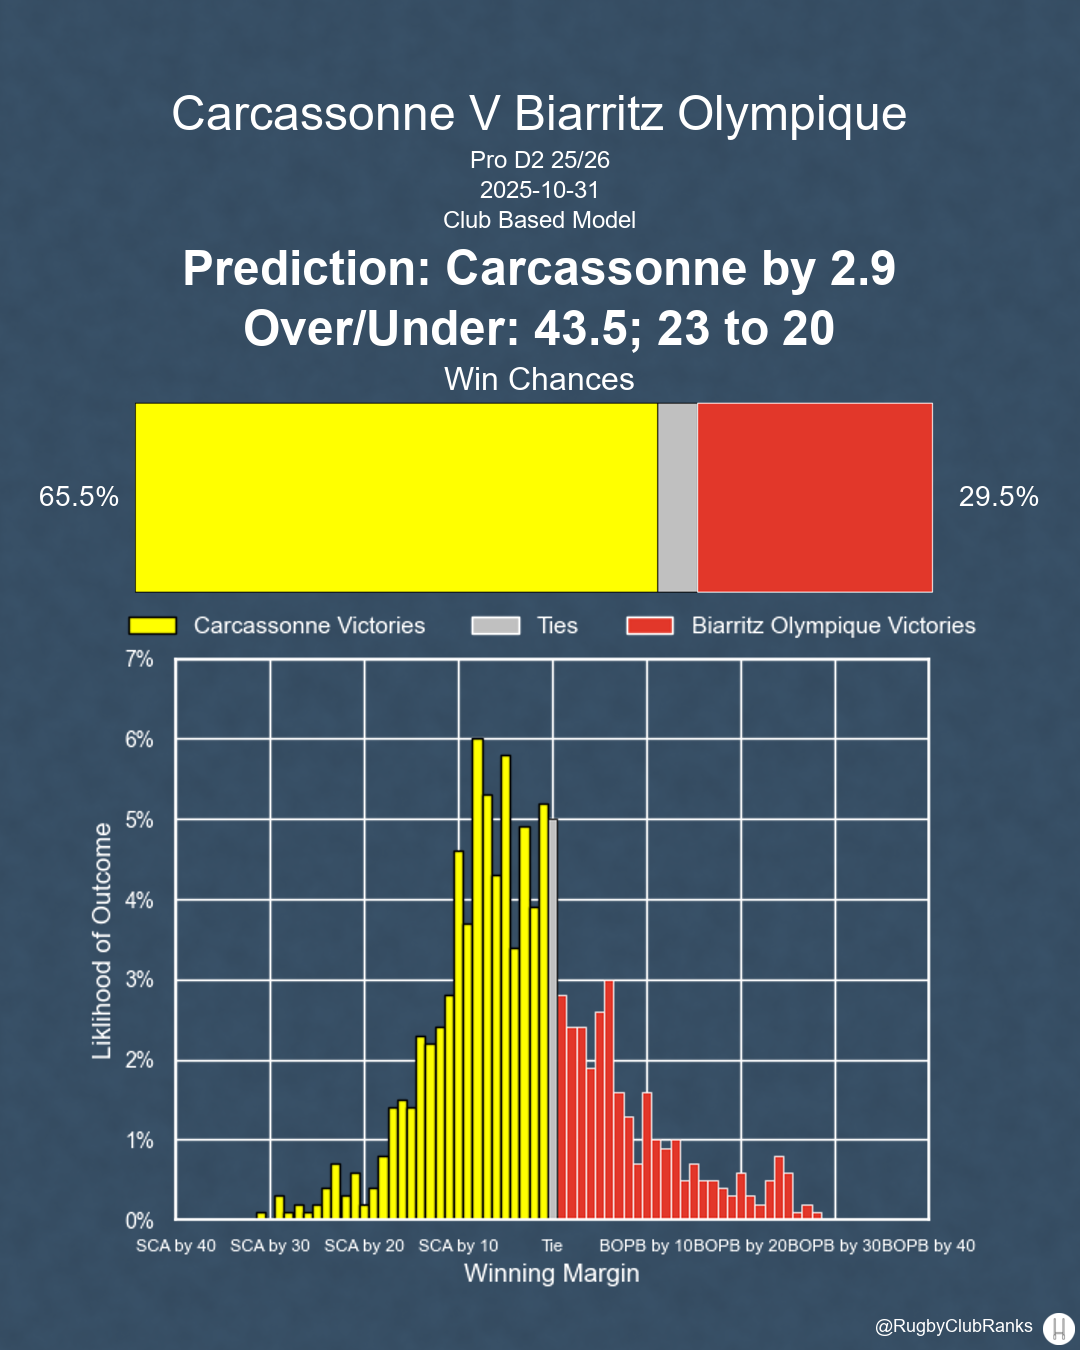 Carcassonne V Biarritz Olympique
Pro D2 25/26
2025-10-31
Club Based Model
Prediction: Carcassonne by 2.9
Over/Under: 43.5; 23 to 20
Win Chances
65.5%
29.5%
Carcassonne Victories
Ties
Biarritz Olympique Victories
7%
6%
5%
4%
3%
2%
1%
0%
Liklihood of Outcome
SCA by 40 SCA by 30 SCA by 20 SCA by 10 Tie BOPB by 10 BOPB by 20 BOPB by 30 BOPB by 40
Winning Margin
@RugbyClubRanks